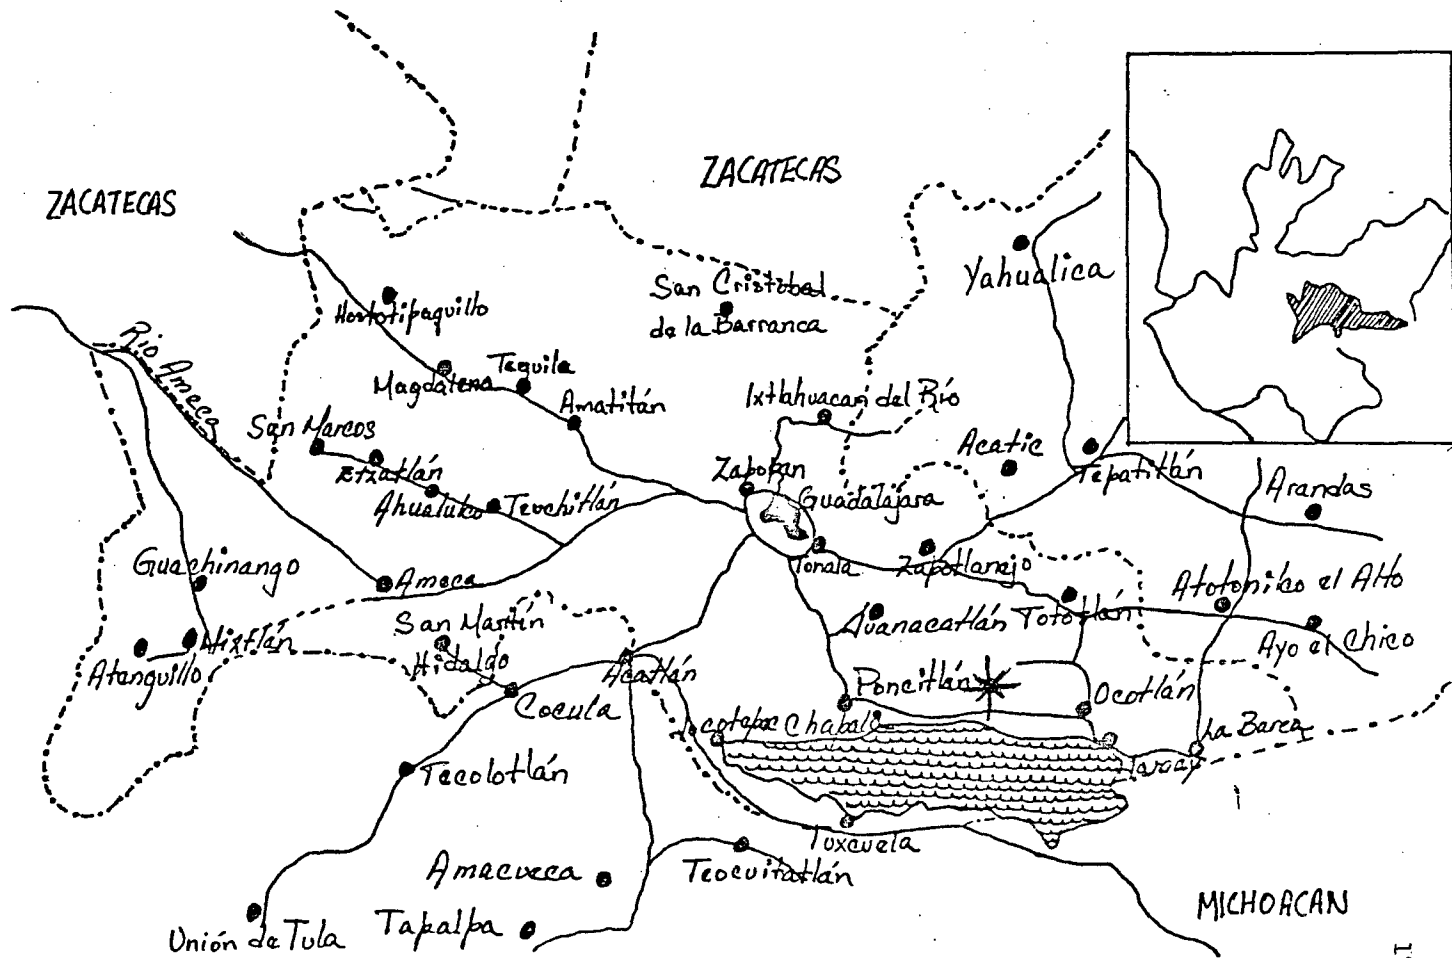 ZACATECAS
ZACATECAS
San Cristobal
de la Barranca
Yahualica
Hostotipaquillo
Río Ameca
Magdalena
Tequila
Amatitán
Ixtlahuacan del Río
San Marcos
Etzatlán
Ahualulco
Teuchitlán
Zapopan
Guadalajara
Acatic
Tepatitlán
Arandas
Guachinango
Ameca
Tonala
Zapotlanejo
Atotonilco el Alto
San Martín
Hidalgo
Juanacatlán
Tototlán
Ayo el Chico
Atenguillo
Mixtlán
Cocula
Acatlán
Poncitlán
Ocotlán
Jocotepec
Chapala
La Barca
Tecolotlán
Tuxcueca
Amacueca
Teocuitatlán
Unión de Tula
Tapalpa
MICHOACAN